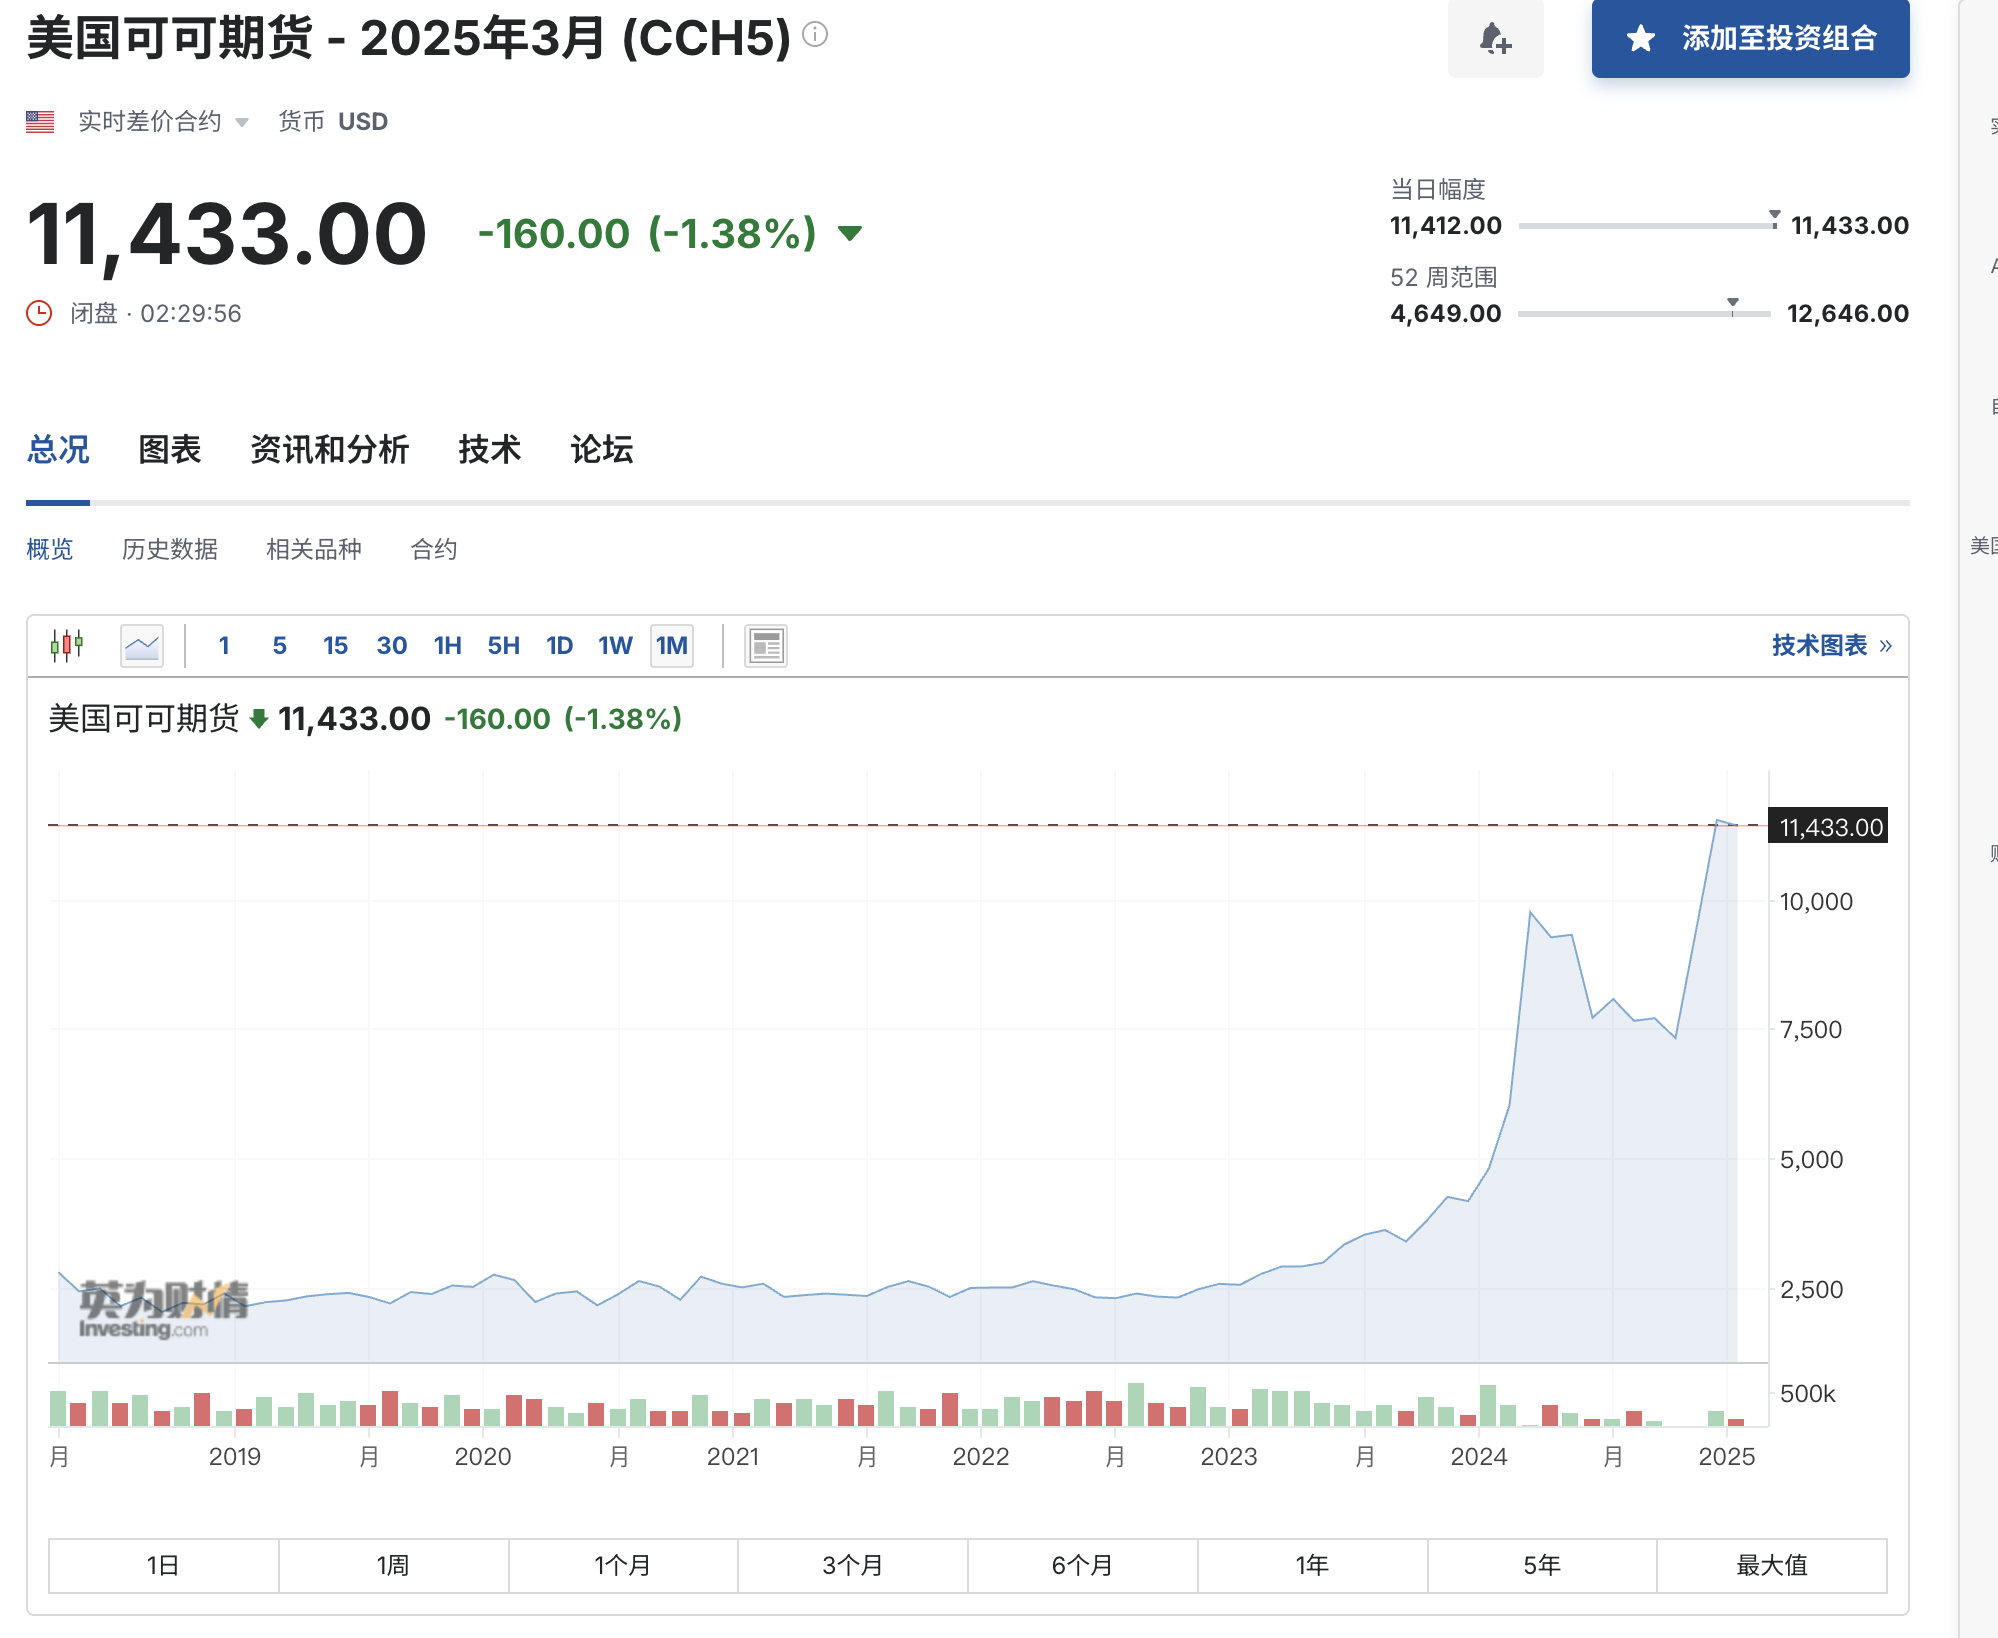 美国可可期货 - 2025年3月 (CCH5)
添加至投资组合
实时差价合约 货币 USD
11,433.00 -160.00 (-1.38%)
当日幅度
11,412.00 11,433.00
52 周范围
4,649.00 12,646.00
闭盘 · 02:29:56
总况 图表 资讯和分析 技术 论坛
概览 历史数据 相关品种 合约
美国
1 5 15 30 1H 5H 1D 1W 1M 技术图表 »
美国可可期货 11,433.00 -160.00 (-1.38%)
11,433.00
10,000
7,500
5,000
2,500
英为财情
Investing.com
500k
月 2019 月 2020 月 2021 月 2022 月 2023 月 2024 月 2025
1日 1周 1个月 3个月 6个月 1年 5年 最大值